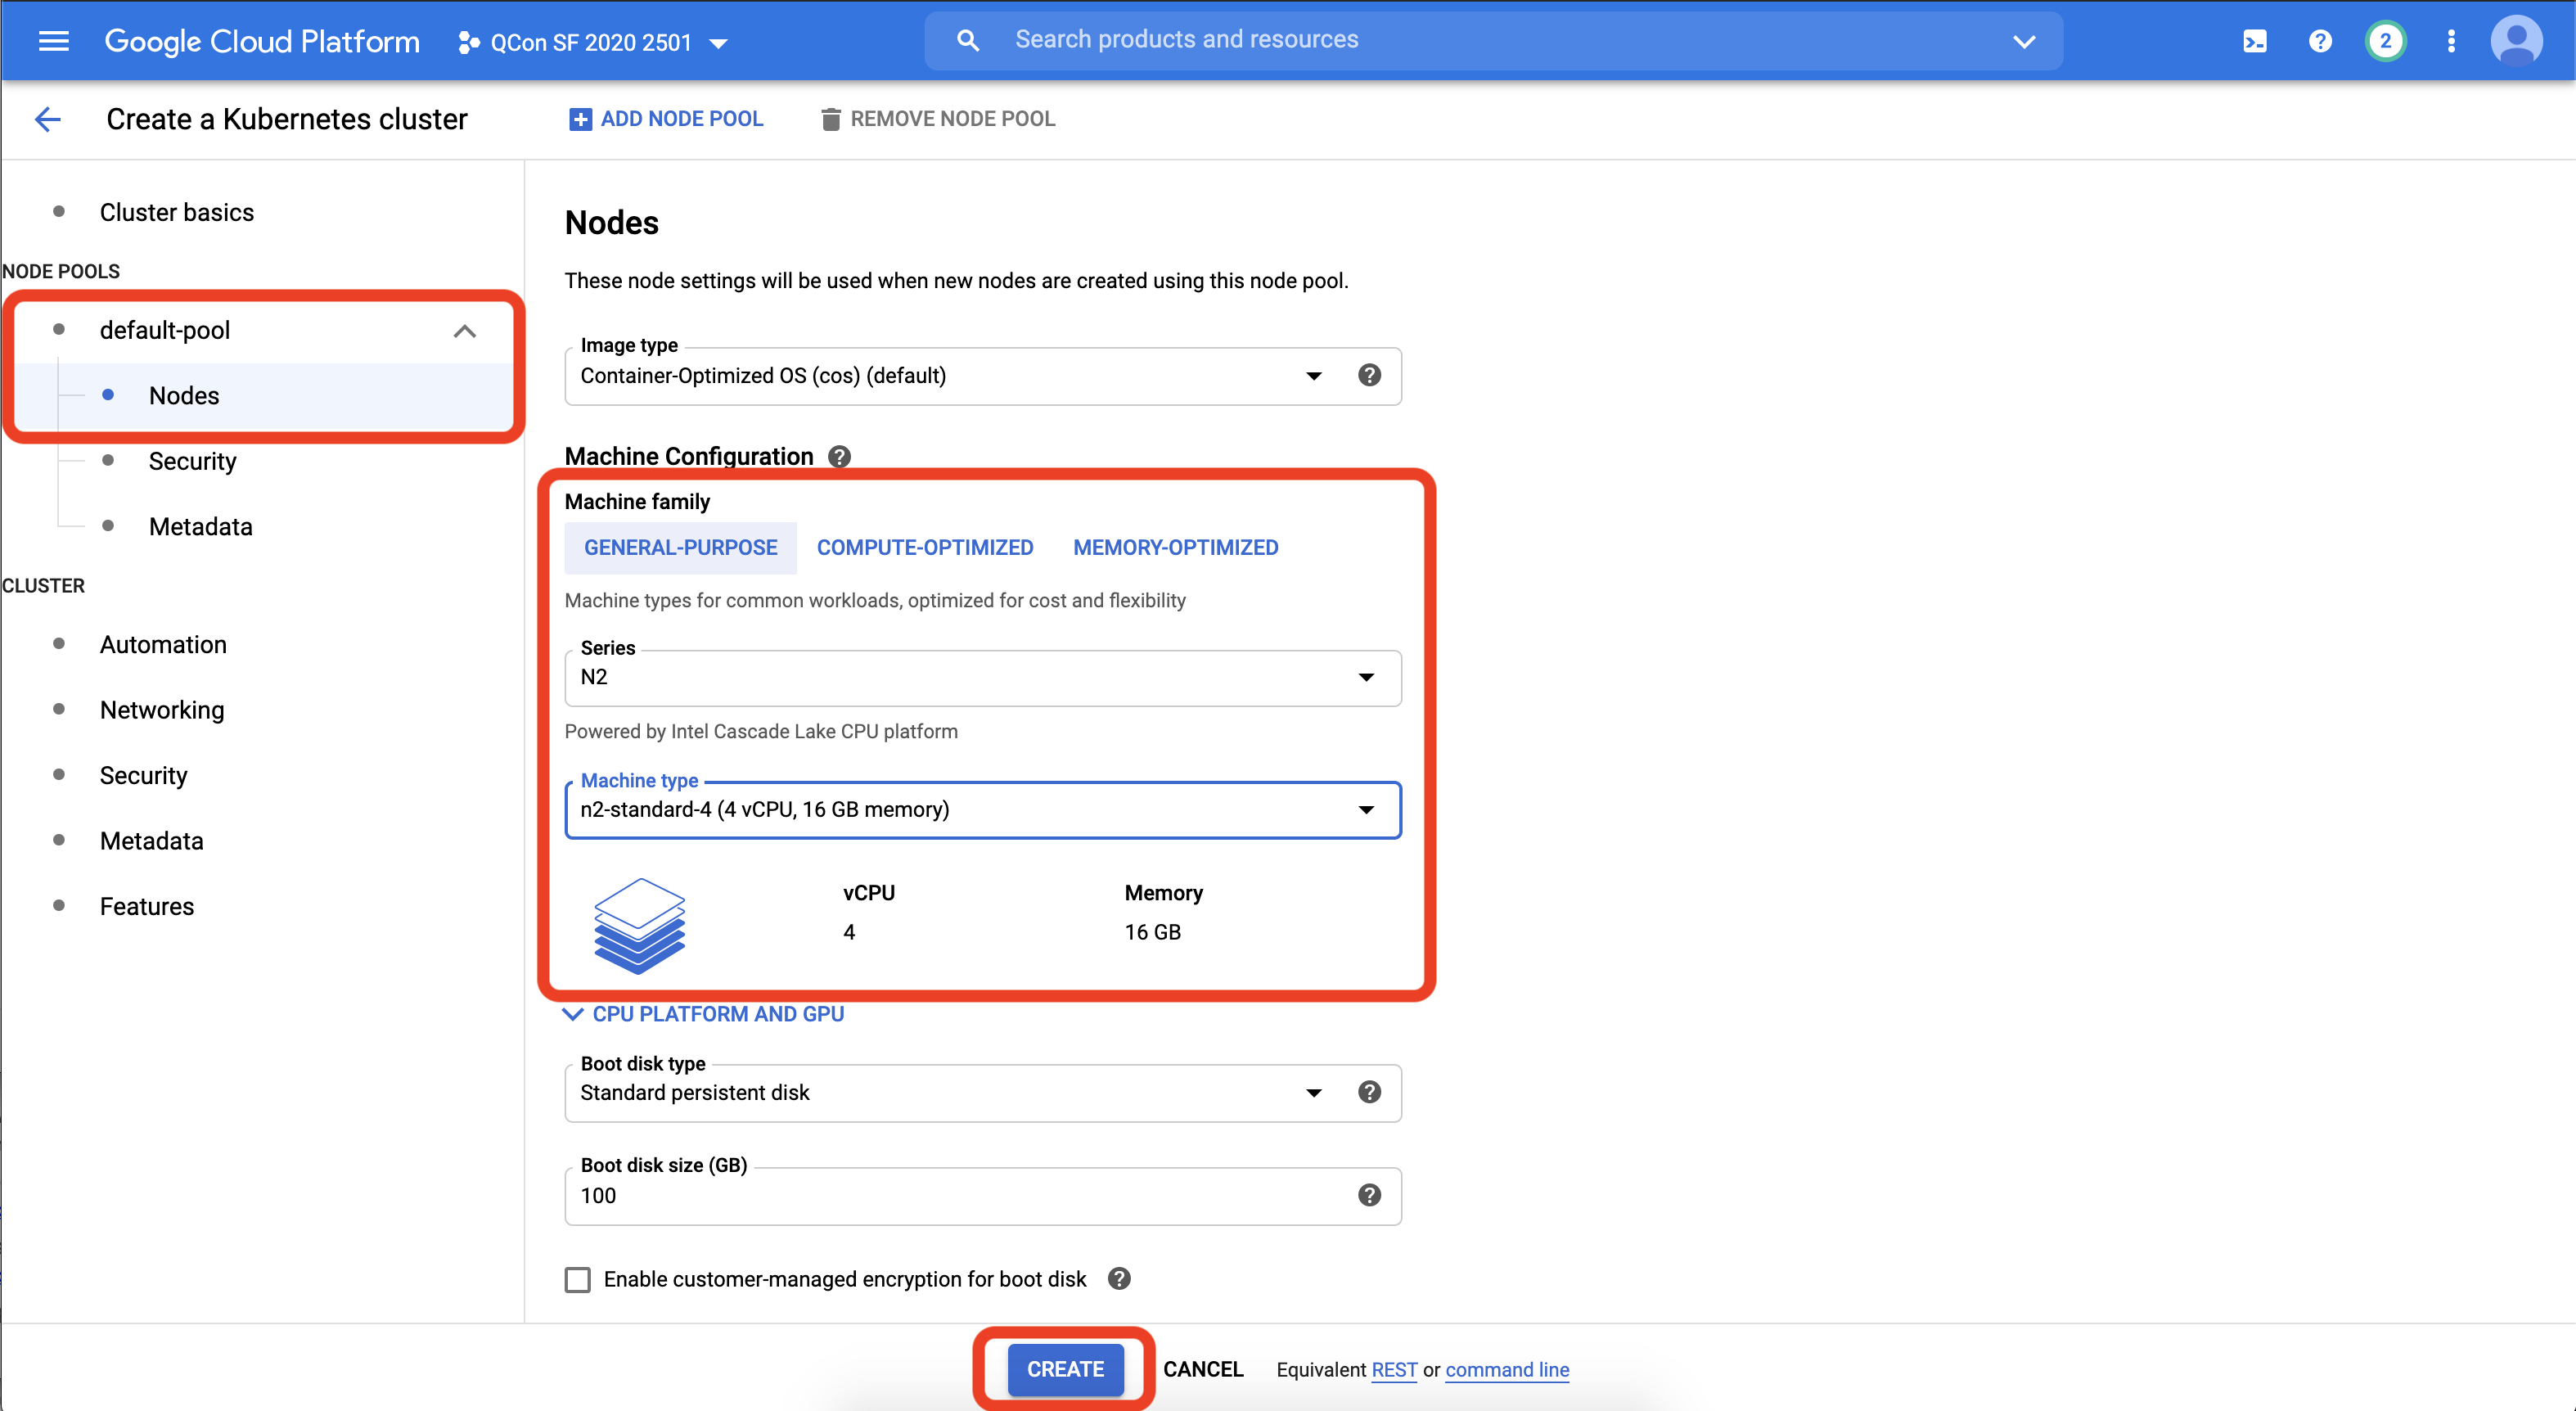 Google Cloud Platform
QCon SF 2020 2501
Search products and resources
2
Create a Kubernetes cluster
ADD NODE POOL
REMOVE NODE POOL
Cluster basics
NODE POOLS
default-pool
Nodes
Security
Metadata
CLUSTER
Automation
Networking
Security
Metadata
Features
Nodes
These node settings will be used when new nodes are created using this node pool.
Image type
Container-Optimized OS (cos) (default)
Machine Configuration
Machine family
GENERAL-PURPOSE
COMPUTE-OPTIMIZED
MEMORY-OPTIMIZED
Machine types for common workloads, optimized for cost and flexibility
Series
N2
Powered by Intel Cascade Lake CPU platform
Machine type
n2-standard-4 (4 vCPU, 16 GB memory)
vCPU
Memory
4
16 GB
CPU PLATFORM AND GPU
Boot disk type
Standard persistent disk
Boot disk size (GB)
100
Enable customer-managed encryption for boot disk
CREATE
CANCEL
Equivalent REST or command line